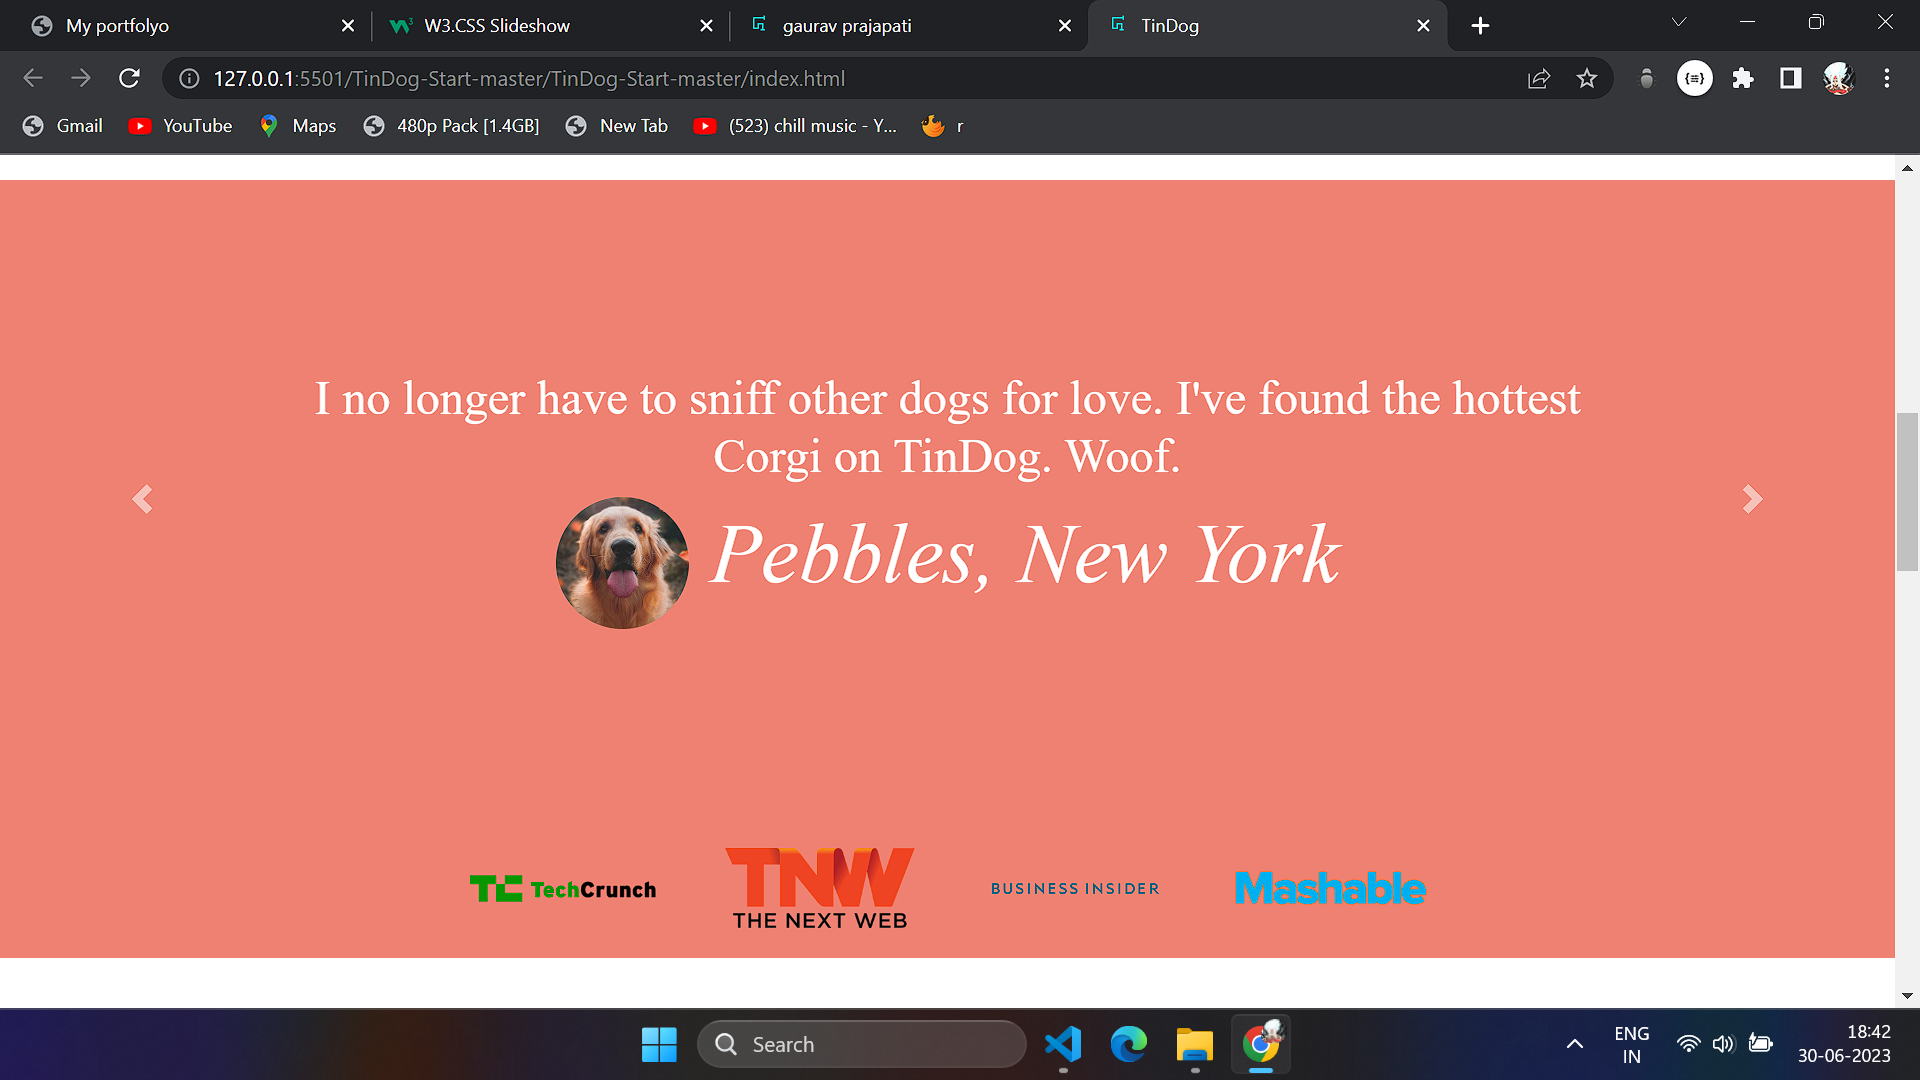 My portfolyo
W3.CSS Slideshow
gaurav prajapati
TinDog
127.0.0.1:5501/TinDog-Start-master/TinDog-Start-master/index.html
Gmail
YouTube
Maps
480p Pack [1.4GB]
New Tab
(523) chill music - Y...
r
I no longer have to sniff other dogs for love. I've found the hottest
Corgi on TinDog. Woof.
Pebbles, New York
TC TechCrunch
TNW
THE NEXT WEB
BUSINESS INSIDER
Mashable
Search
ENG
IN
18:42
30-06-2023